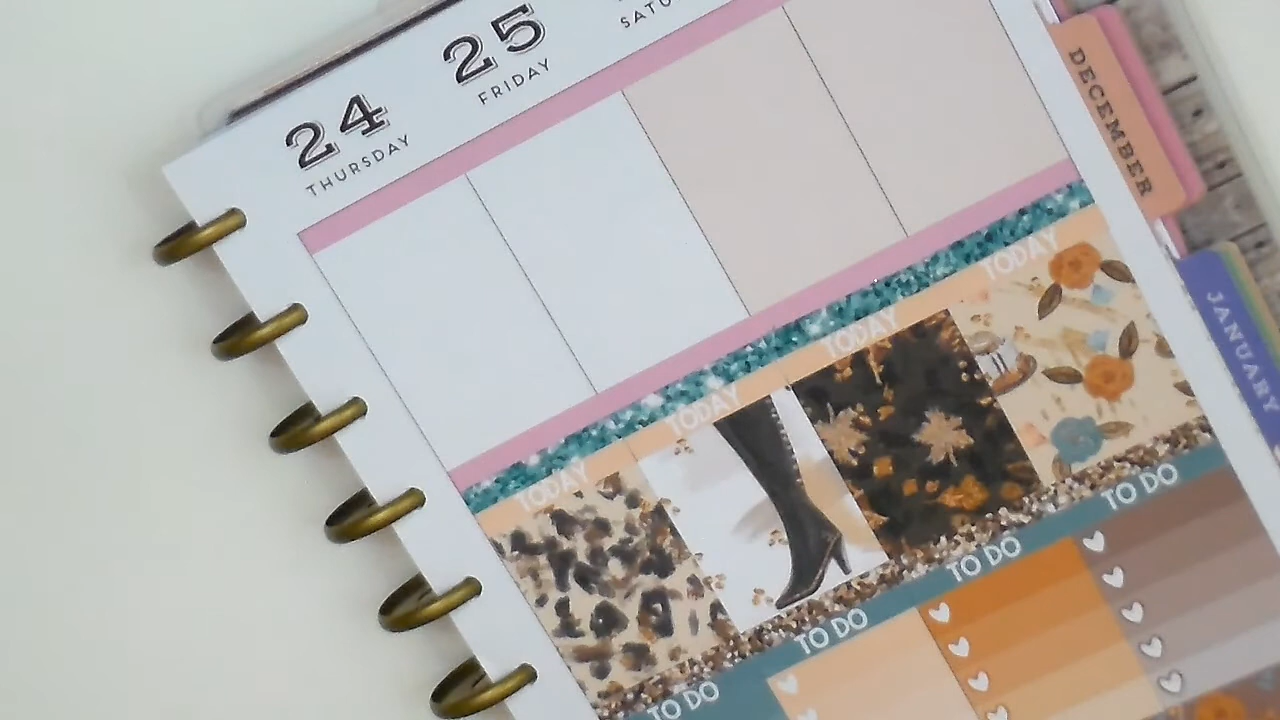 24
THURSDAY
25
FRIDAY
SATU
DECEMBER
JANUARY
TODAY
TODAY
TODAY
TODAY
TO DO
TO DO
TO DO
TO DO